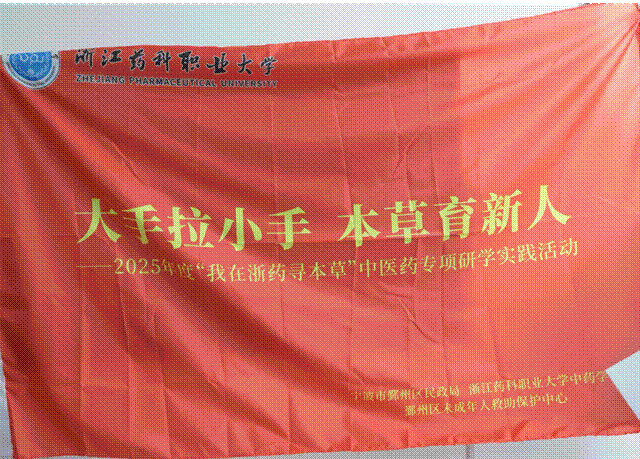 浙江药科职业大学
ZHEJIANG PHARMACEUTICAL UNIVERSITY
大手拉小手 本草育新人
——2025年度“我在浙药寻本草”中医药专项研学实践活动
宁波市鄞州区民政局 浙江药科职业大学中药学
鄞州区未成年人救助保护中心